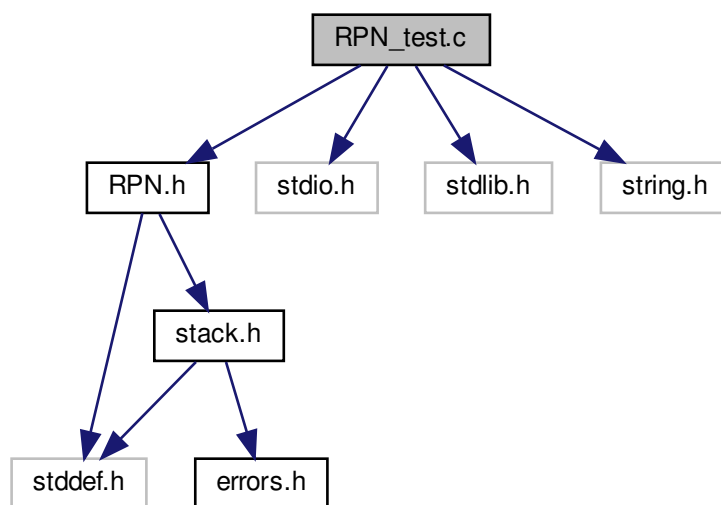 RPN_test.c
RPN.h
stdio.h
stdlib.h
string.h
stack.h
stddef.h
errors.h